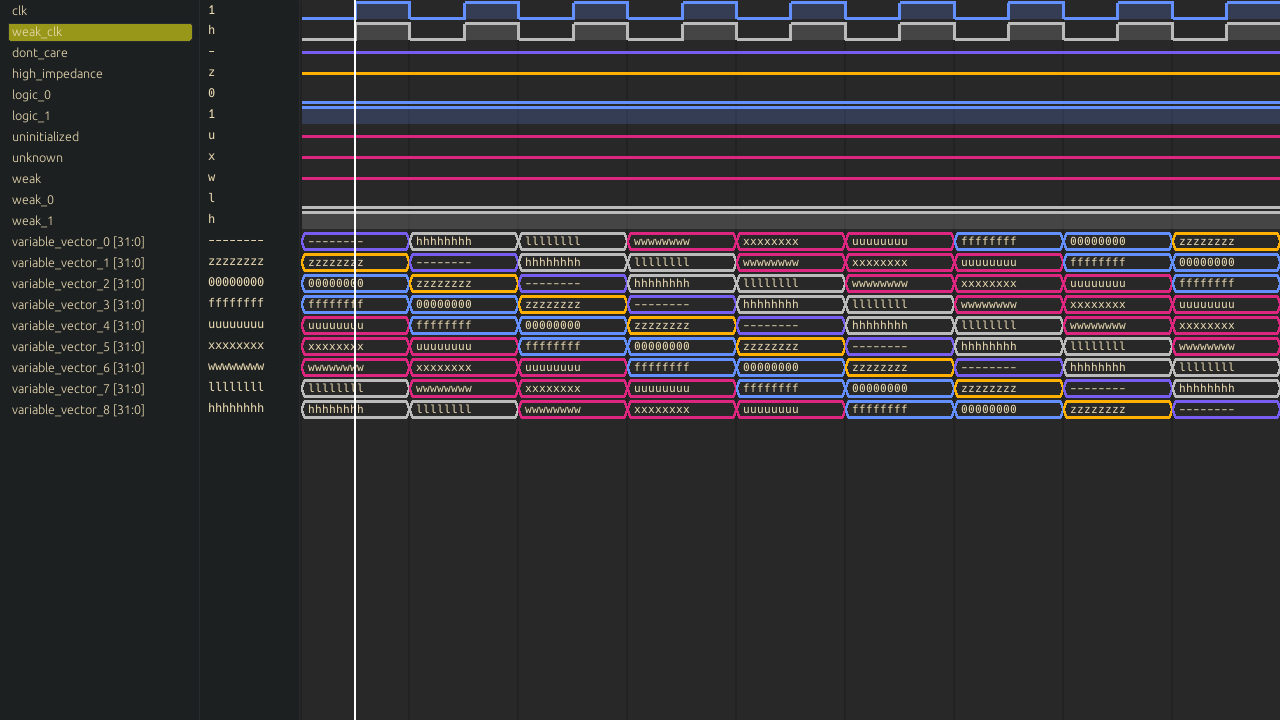 clk 1
weak_clk h
dont_care –
high_impedance z
logic_0 0
logic_1 1
uninitialized u
unknown x
weak w
weak_0 l
weak_1 h
variable_vector_0 [31:0] -------- -------- hhhhhhhh llllllll wwwwwwww xxxxxxxx uuuuuuuu ffffffff 00000000 zzzzzzzz
variable_vector_1 [31:0] zzzzzzzz zzzzzzzz -------- hhhhhhhh llllllll wwwwwwww xxxxxxxx uuuuuuuu ffffffff 00000000
variable_vector_2 [31:0] 00000000 00000000 zzzzzzzz -------- hhhhhhhh llllllll wwwwwwww xxxxxxxx uuuuuuuu ffffffff
variable_vector_3 [31:0] ffffffff ffffffff 00000000 zzzzzzzz -------- hhhhhhhh llllllll wwwwwwww xxxxxxxx uuuuuuuu
variable_vector_4 [31:0] uuuuuuuu uuuuuuuu ffffffff 00000000 zzzzzzzz -------- hhhhhhhh llllllll wwwwwwww xxxxxxxx
variable_vector_5 [31:0] xxxxxxxx xxxxxxxx uuuuuuuu ffffffff 00000000 zzzzzzzz -------- hhhhhhhh llllllll wwwwwwww
variable_vector_6 [31:0] wwwwwwww wwwwwwww xxxxxxxx uuuuuuuu ffffffff 00000000 zzzzzzzz -------- hhhhhhhh llllllll
variable_vector_7 [31:0] llllllll llllllll wwwwwwww xxxxxxxx uuuuuuuu ffffffff 00000000 zzzzzzzz -------- hhhhhhhh
variable_vector_8 [31:0] hhhhhhhh hhhhhhhh llllllll wwwwwwww xxxxxxxx uuuuuuuu ffffffff 00000000 zzzzzzzz --------